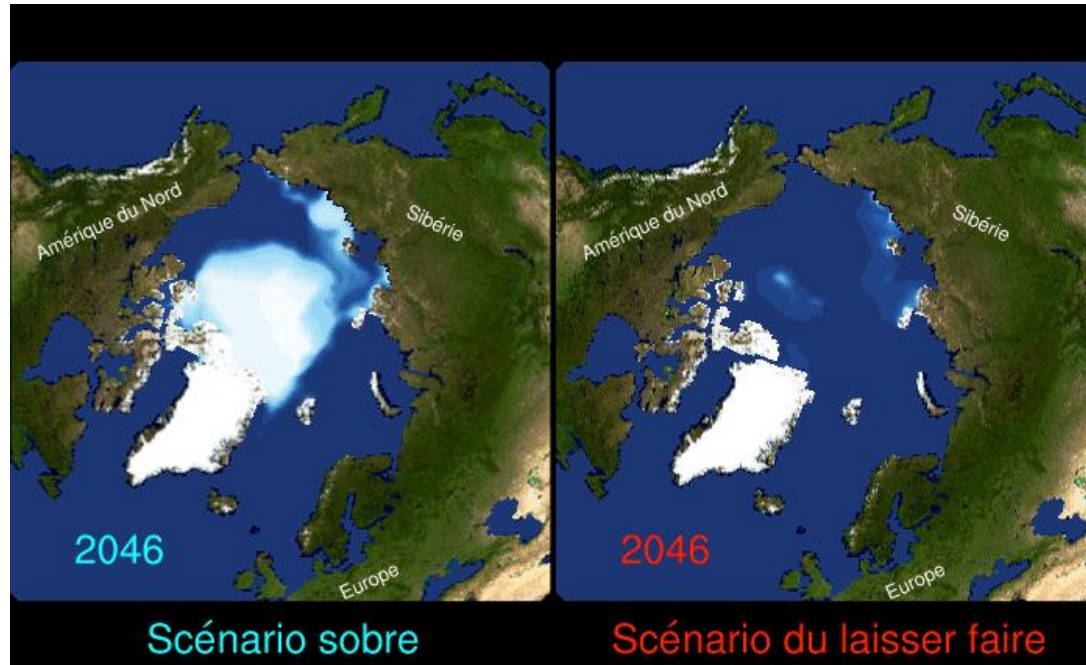 Amérique du Nord
Sibérie
2046
Europe
Scénario sobre
Amérique du Nord
Sibérie
2046
Europe
Scénario du laisser faire